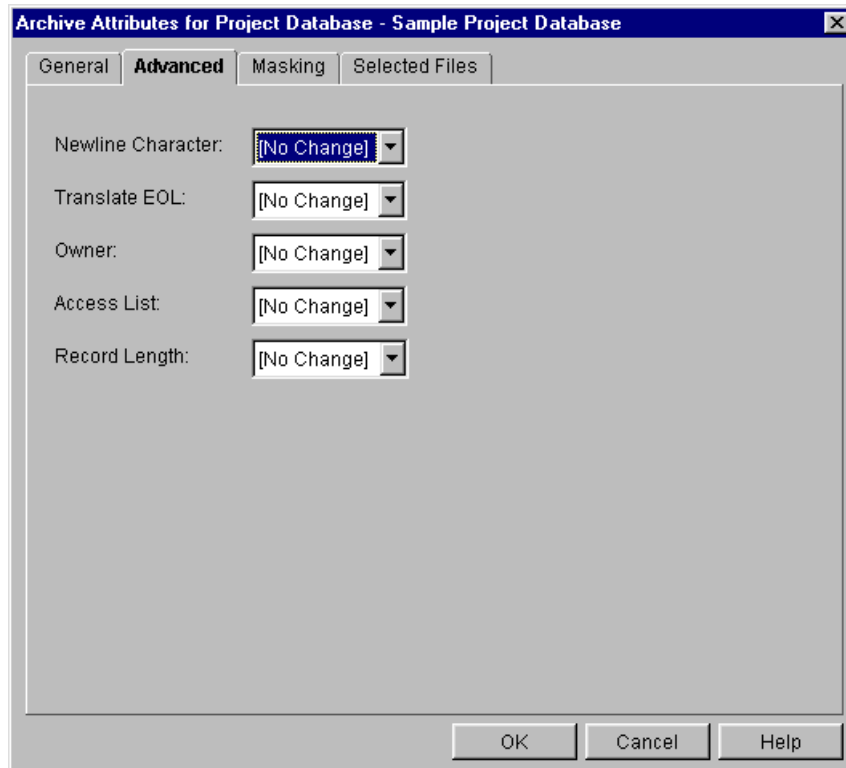 Archive Attributes for Project Database - Sample Project Database
General Advanced Masking Selected Files
Newline Character: [No Change]
Translate EOL: [No Change]
Owner: [No Change]
Access List: [No Change]
Record Length: [No Change]
OK Cancel Help